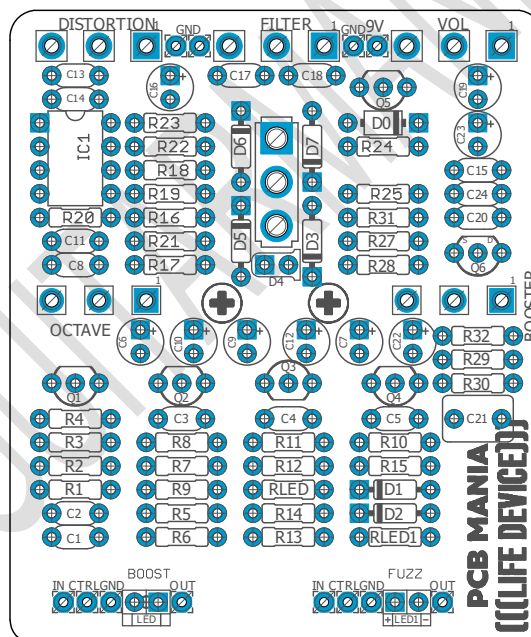 DISTORTION GND FILTER 1 GND 9V VOL 1
1
C13 C16 C17 C18 Q5 C19
C14
D0 C23
IC1 R23 D6 D7 R24
R22
R18 C15
R19 R25 C24
R20 R16 R31 C20
C11 R21 D5 D3 R27 S D
C8 R17 D4 R28 Q6
1 1
OCTAVE BOOSTER
C6 C10 C9 C12 C7 C22 R32
R29
Q1 Q2 Q3 Q4 R30
R4 C3 C4 C5 C21
R3 R8 R11 R10
R2 R7 R12 R15
R1 R9 RLED D1
C2 R5 R14 D2
C1 R6 R13 RLED1
PCB MANIA
(((LIFE DEVICE)))
BOOST FUZZ
IN CTRL GND OUT IN CTRL GND OUT
LED + LED1 -